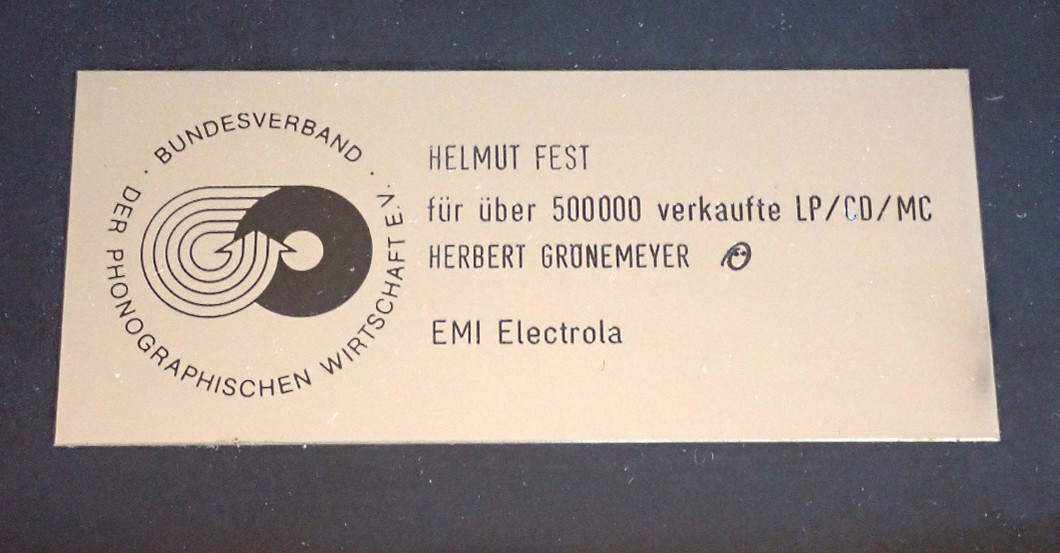 · BUNDESVERBAND ·
DER PHONOGRAPHISCHEN WIRTSCHAFT E.V.
HELMUT FEST
für über 500000 verkaufte LP/CD/MC
HERBERT GRÖNEMEYER Ö
EMI Electrola